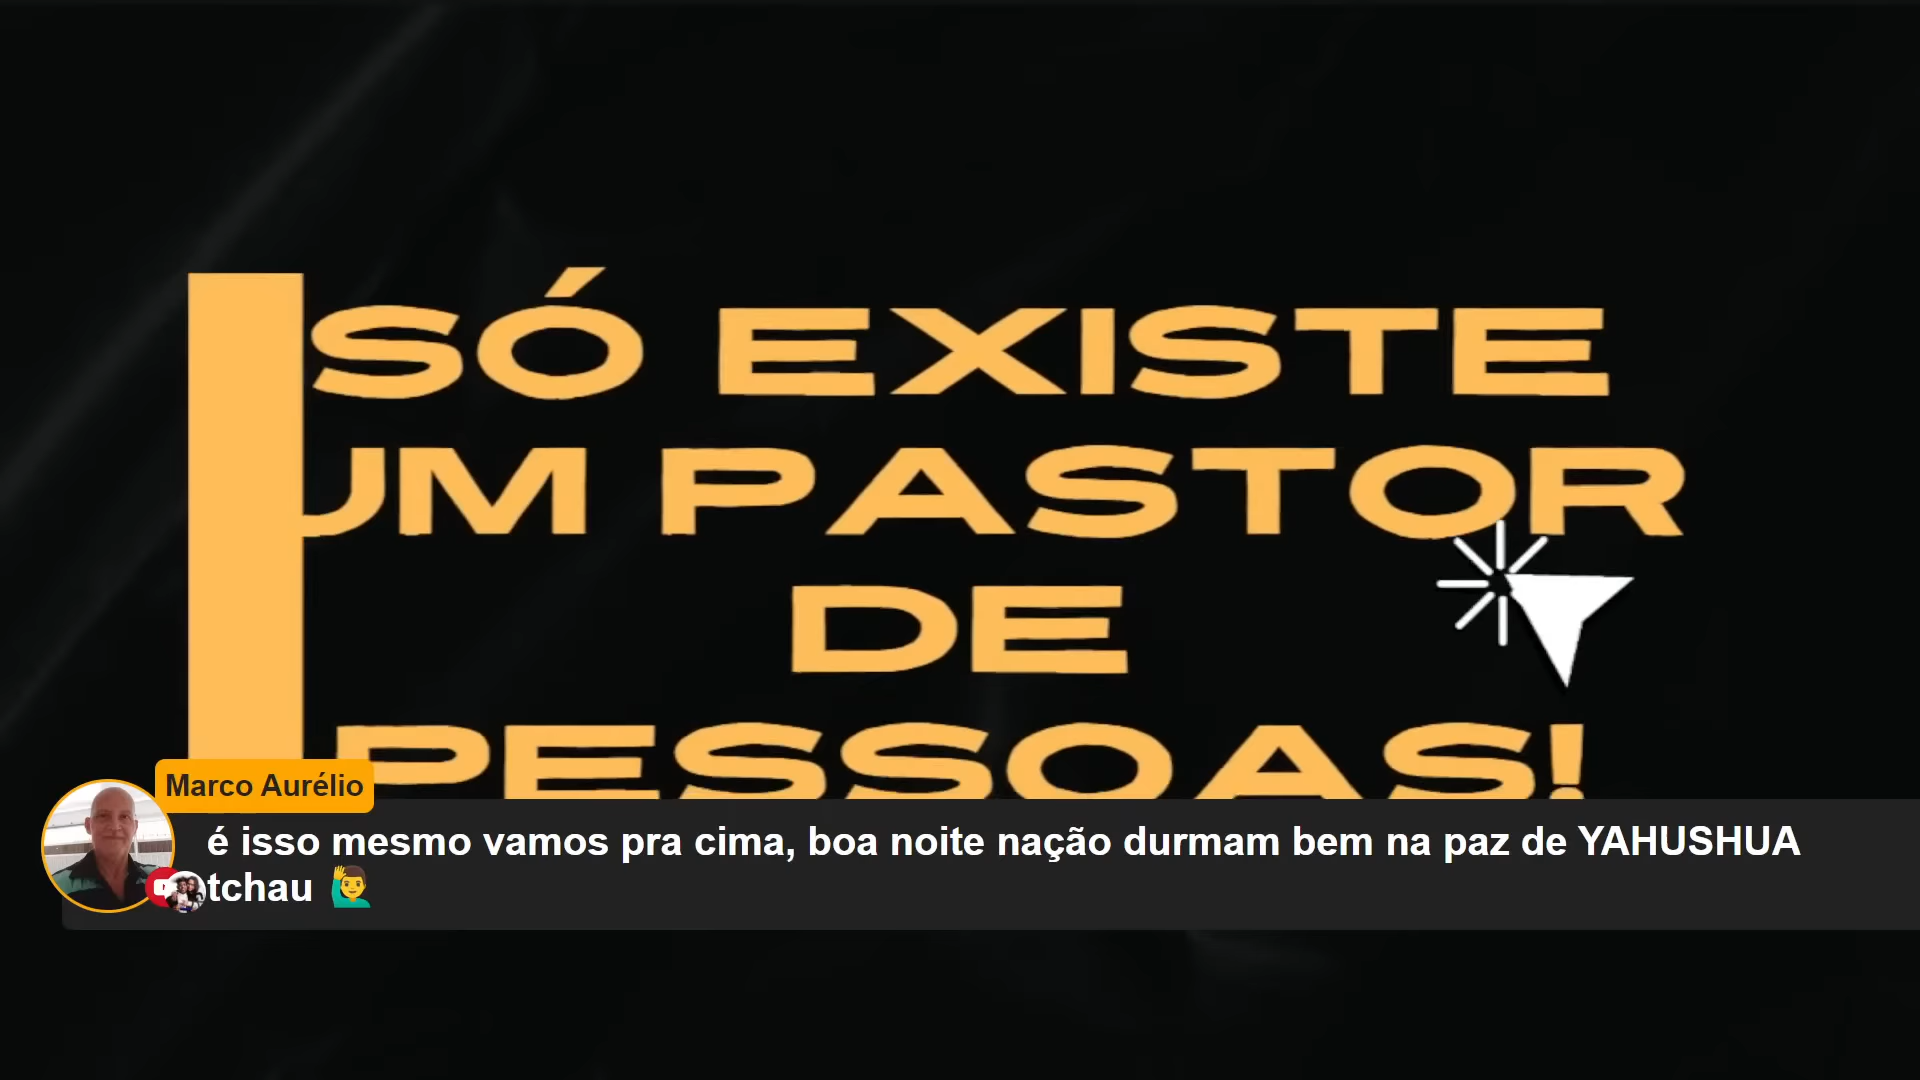 SÓ EXISTE
UM PASTOR
DE
PESSOAS!
Marco Aurélio
é isso mesmo vamos pra cima, boa noite nação durmam bem na paz de YAHUSHUA
tchau 🙋‍♂️